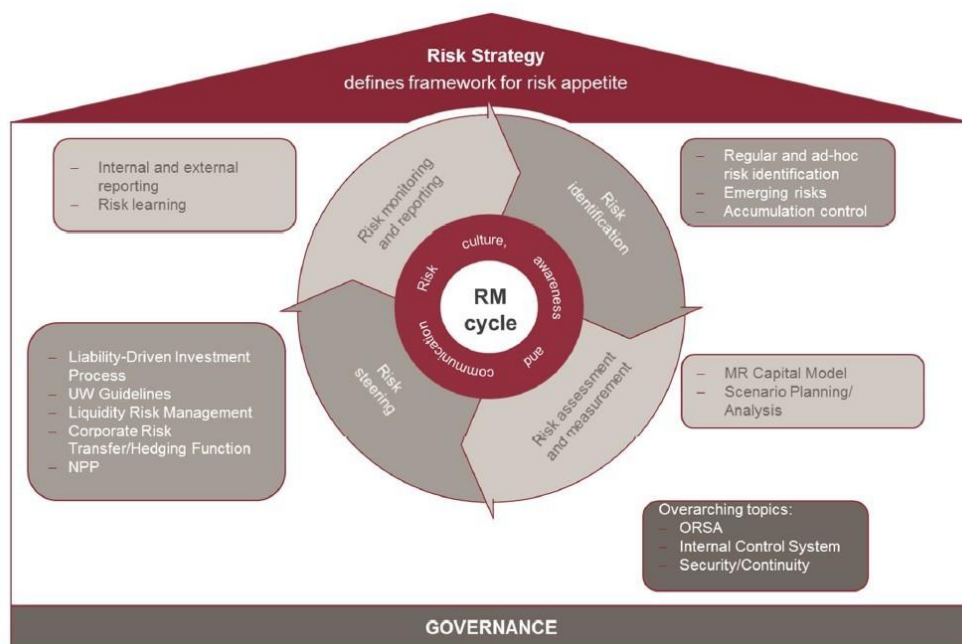 Risk Strategy
defines framework for risk appetite
– Internal and external
reporting
– Risk learning
– Regular and ad-hoc
risk identification
– Emerging risks
– Accumulation control
Risk monitoring
and reporting
Risk
identification
Risk culture, awareness and communication
RM
cycle
Risk
steering
Risk assessment
and measurement
– Liability-Driven Investment
Process
– UW Guidelines
– Liquidity Risk Management
– Corporate Risk
Transfer/Hedging Function
– NPP
– MR Capital Model
– Scenario Planning/
Analysis
Overarching topics:
– ORSA
– Internal Control System
– Security/Continuity
GOVERNANCE